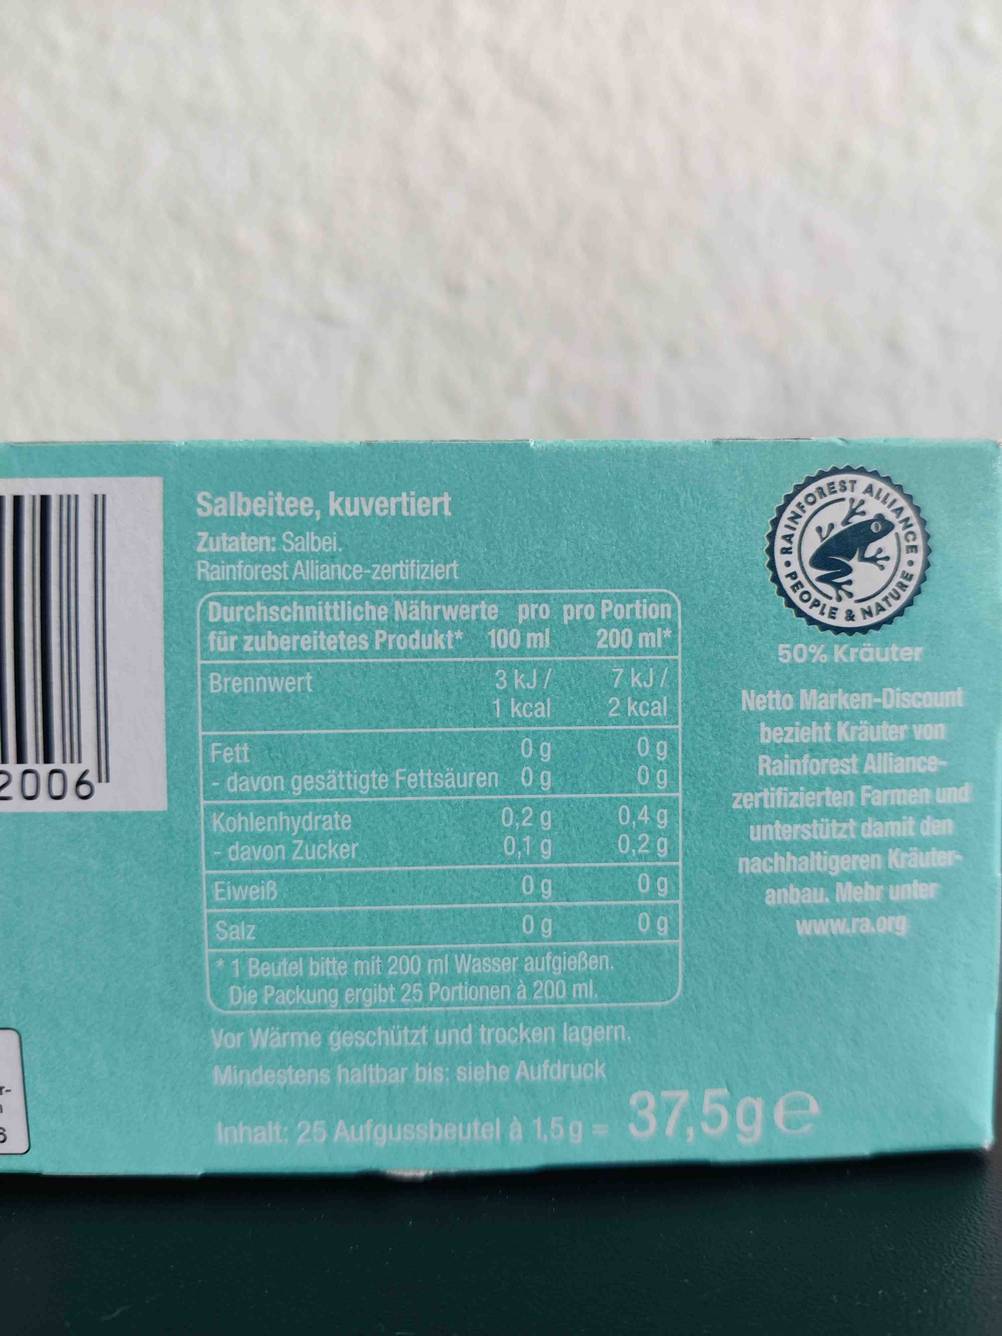 Salbeitee, kuvertiert
Zutaten: Salbei.
Rainforest Alliance-zertifiziert
Durchschnittliche Nährwerte pro pro Portion
für zubereitetes Produkt* 100 ml 200 ml*
Brennwert 3 kJ / 7 kJ /
1 kcal 2 kcal
Fett 0 g 0 g
- davon gesättigte Fettsäuren 0 g 0 g
Kohlenhydrate 0,2 g 0,4 g
- davon Zucker 0,1 g 0,2 g
Eiweiß 0 g 0 g
Salz 0 g 0 g
* 1 Beutel bitte mit 200 ml Wasser aufgießen.
Die Packung ergibt 25 Portionen à 200 ml.
Vor Wärme geschützt und trocken lagern.
Mindestens haltbar bis: siehe Aufdruck
Inhalt: 25 Aufgussbeutel à 1,5 g = 37,5g e
RAINFOREST ALLIANCE • PEOPLE & NATURE •
50% Kräuter
Netto Marken-Discount
bezieht Kräuter von
Rainforest Alliance-
zertifizierten Farmen und
unterstützt damit den
nachhaltigeren Kräuter-
anbau. Mehr unter
www.ra.org
2006
r-